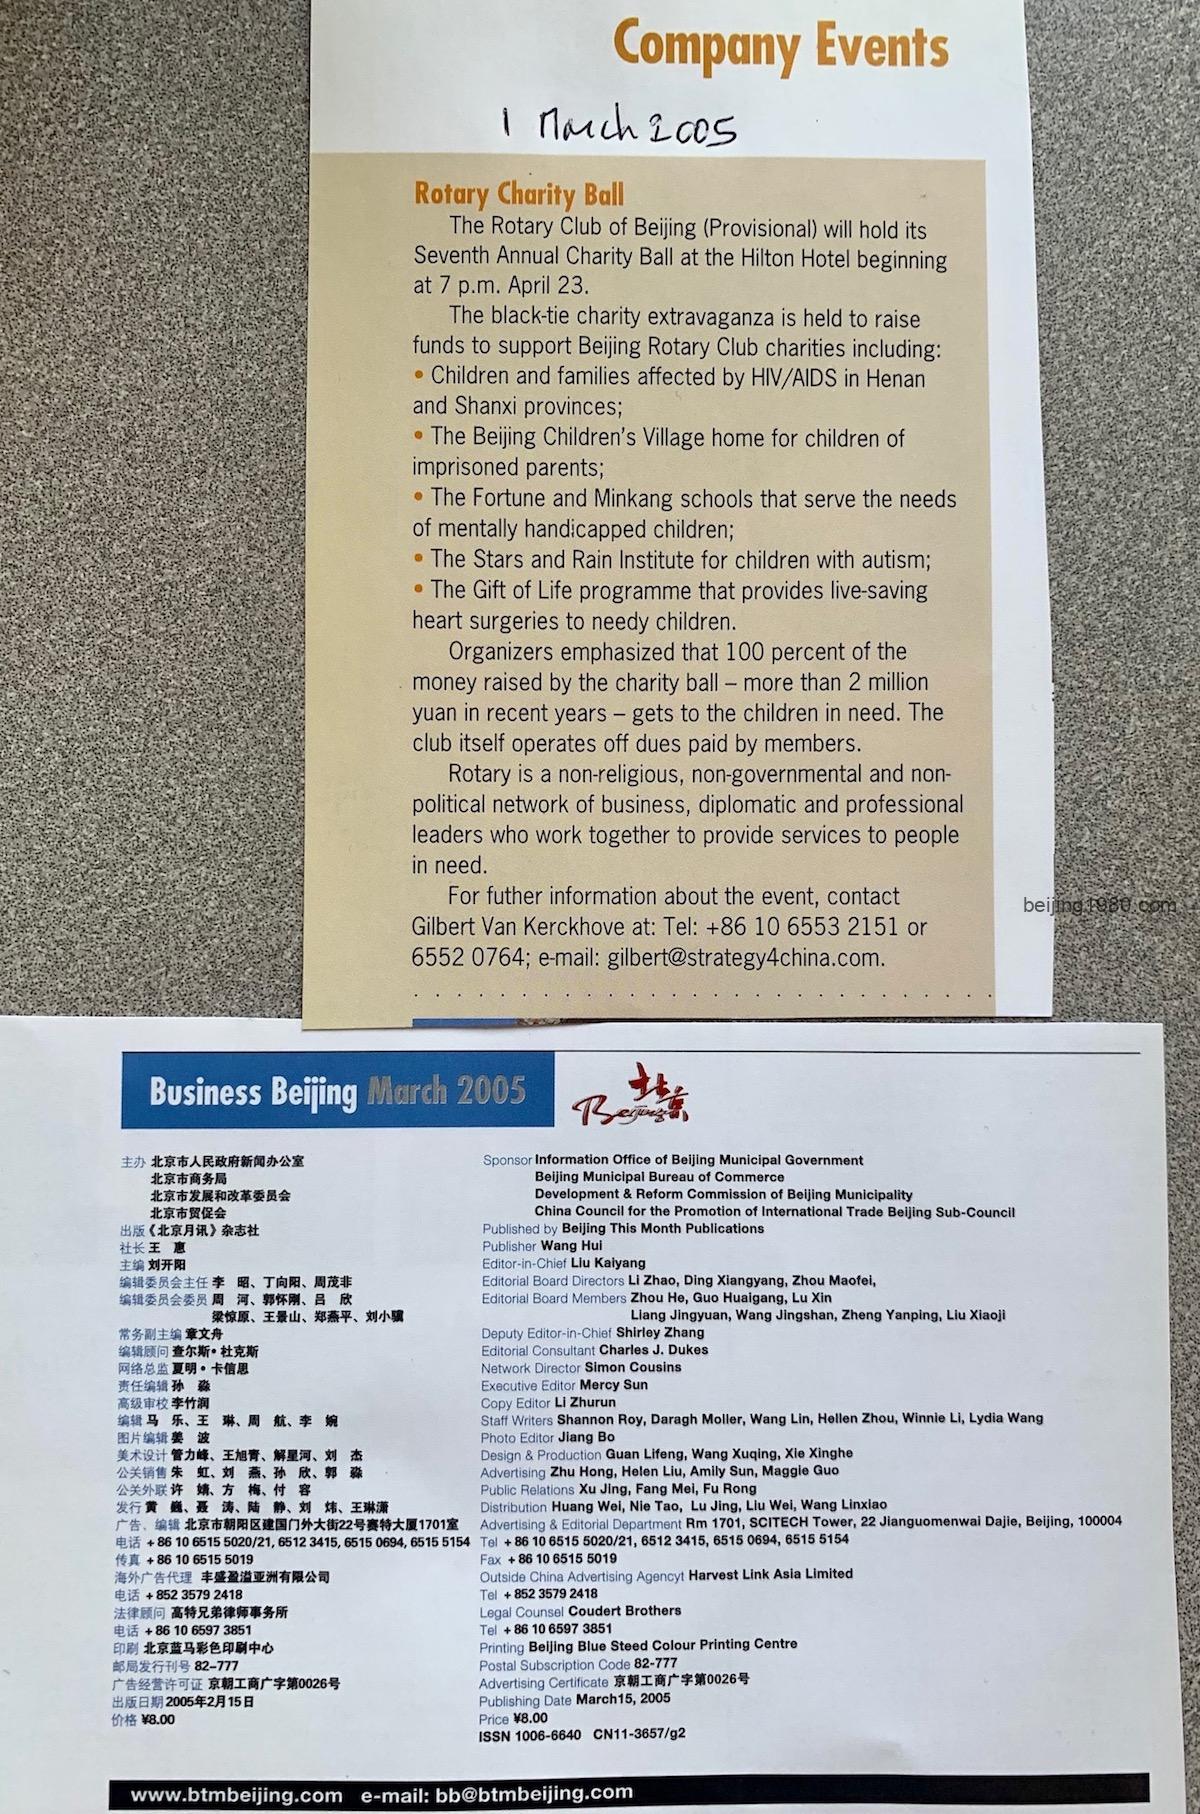 Company Events
1 March 2005
Rotary Charity Ball
The Rotary Club of Beijing (Provisional) will hold its
Seventh Annual Charity Ball at the Hilton Hotel beginning
at 7 p.m. April 23.
The black-tie charity extravaganza is held to raise
funds to support Beijing Rotary Club charities including:
• Children and families affected by HIV/AIDS in Henan
and Shanxi provinces;
• The Beijing Children's Village home for children of
imprisoned parents;
• The Fortune and Minkang schools that serve the needs
of mentally handicapped children;
• The Stars and Rain Institute for children with autism;
• The Gift of Life programme that provides live-saving
heart surgeries to needy children.
Organizers emphasized that 100 percent of the
money raised by the charity ball – more than 2 million
yuan in recent years – gets to the children in need. The
club itself operates off dues paid by members.
Rotary is a non-religious, non-governmental and non-
political network of business, diplomatic and professional
leaders who work together to provide services to people
in need.
For futher information about the event, contact
Gilbert Van Kerckhove at: Tel: +86 10 6553 2151 or
6552 0764; e-mail: gilbert@strategy4china.com.
beijing1980.com
Business Beijing March 2005
Beijing 北京
主办 北京市人民政府新闻办公室
北京市商务局
北京市发展和改革委员会
北京市贸促会
出版《北京月讯》杂志社
社长 王 惠
主编 刘开阳
编辑委员会主任 李 昭、丁向阳、周茂非
编辑委员会委员 周 河、郭怀刚、吕 欣
梁惊原、王景山、郑燕平、刘小骥
常务副主编 章文舟
编辑顾问 查尔斯•杜克斯
网络总监 夏明•卡信思
责任编辑 孙 淼
高级审校 李竹润
编辑 马 乐、王 琳、周 航、李 婉
图片编辑 姜 波
美术设计 管力峰、王旭青、解星河、刘 杰
公关销售 朱 虹、刘 燕、孙 欣、郭 淼
公关外联 许 婧、方 梅、付 容
发行 黄 巍、聂 涛、陆 静、刘 炜、王琳潇
广告、编辑 北京市朝阳区建国门外大街22号赛特大厦1701室
电话 + 86 10 6515 5020/21, 6512 3415, 6515 0694, 6515 5154
传真 + 86 10 6515 5019
海外广告代理 丰盛盈溢亚洲有限公司
电话 + 852 3579 2418
法律顾问 高特兄弟律师事务所
电话 + 86 10 6597 3851
印刷 北京蓝马彩色印刷中心
邮局发行刊号 82-777
广告经营许可证 京朝工商广字第0026号
出版日期 2005年2月15日
价格 ¥8.00
Sponsor Information Office of Beijing Municipal Government
Beijing Municipal Bureau of Commerce
Development & Reform Commission of Beijing Municipality
China Council for the Promotion of International Trade Beijing Sub-Council
Published by Beijing This Month Publications
Publisher Wang Hui
Editor-in-Chief Liu Kaiyang
Editorial Board Directors Li Zhao, Ding Xiangyang, Zhou Maofei,
Editorial Board Members Zhou He, Guo Huaigang, Lu Xin
Liang Jingyuan, Wang Jingshan, Zheng Yanping, Liu Xiaoji
Deputy Editor-in-Chief Shirley Zhang
Editorial Consultant Charles J. Dukes
Network Director Simon Cousins
Executive Editor Mercy Sun
Copy Editor Li Zhurun
Staff Writers Shannon Roy, Daragh Moller, Wang Lin, Hellen Zhou, Winnie Li, Lydia Wang
Photo Editor Jiang Bo
Design & Production Guan Lifeng, Wang Xuqing, Xie Xinghe
Advertising Zhu Hong, Helen Liu, Amily Sun, Maggie Guo
Public Relations Xu Jing, Fang Mei, Fu Rong
Distribution Huang Wei, Nie Tao, Lu Jing, Liu Wei, Wang Linxiao
Advertising & Editorial Department Rm 1701, SCITECH Tower, 22 Jianguomenwai Dajie, Beijing, 100004
Tel + 86 10 6515 5020/21, 6512 3415, 6515 0694, 6515 5154
Fax + 86 10 6515 5019
Outside China Advertising Agencyt Harvest Link Asia Limited
Tel + 852 3579 2418
Legal Counsel Coudert Brothers
Tel + 86 10 6597 3851
Printing Beijing Blue Steed Colour Printing Centre
Postal Subscription Code 82-777
Advertising Certificate 京朝工商广字第0026号
Publishing Date March15, 2005
Price ¥8.00
ISSN 1006-6640 CN11-3657/g2
www.btmbeijing.com e-mail: bb@btmbeijing.com